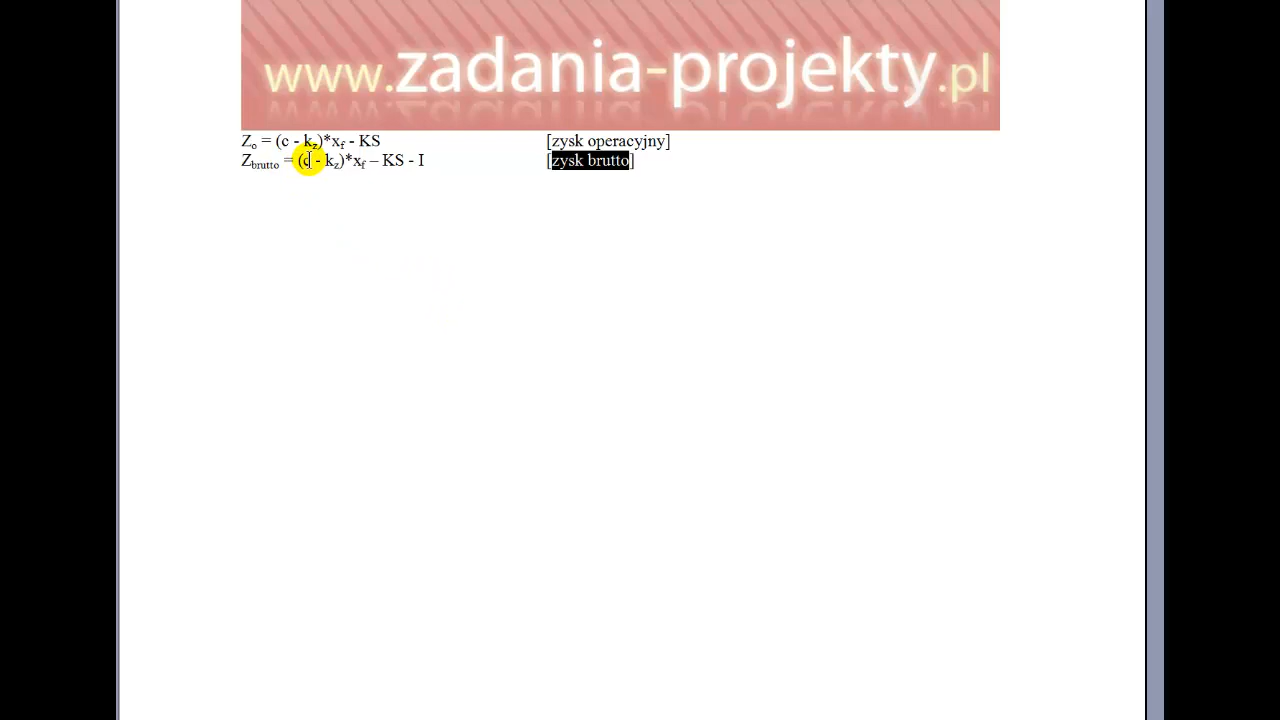 www.zadania-projekty.pl
Zo = (c - kz)*xf - KS [zysk operacyjny]
Zbrutto = (c - kz)*xf – KS - I [zysk brutto]